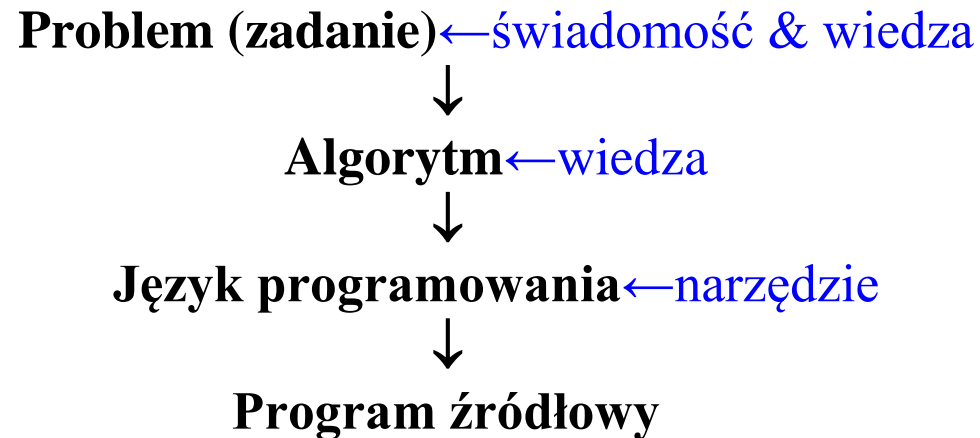 Problem (zadanie)←świadomość & wiedza
↓
Algorytm←wiedza
↓
Język programowania←narzędzie
↓
Program źródłowy